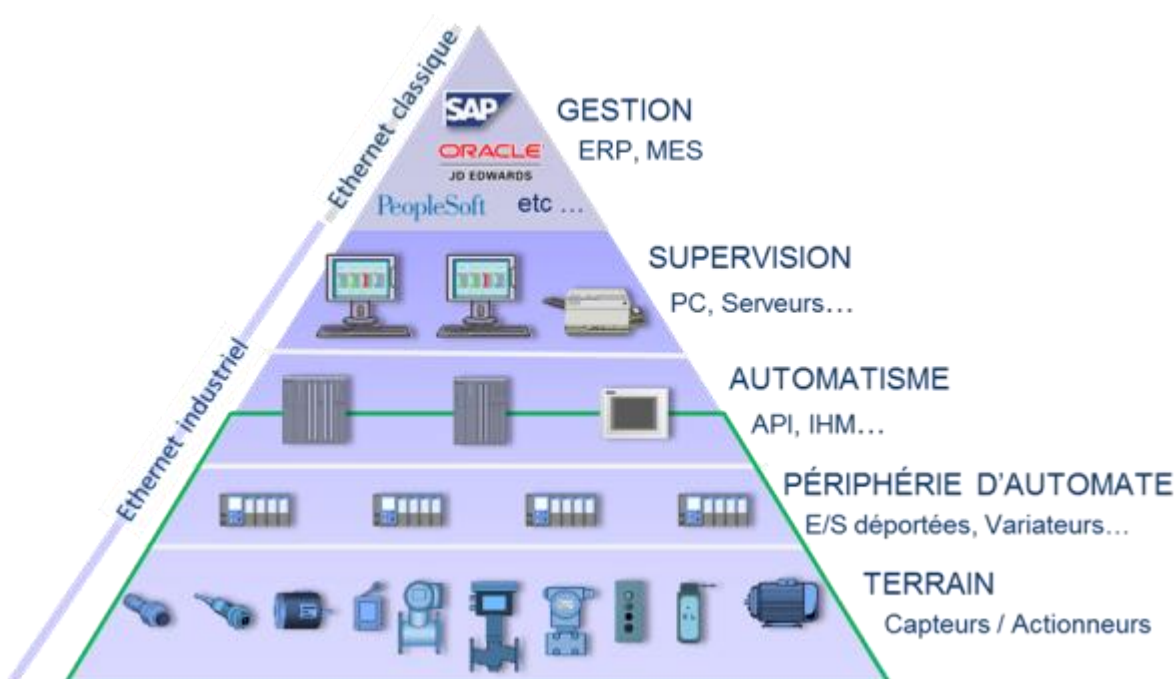 Ethernet classique
SAP
GESTION
ORACLE
ERP, MES
JD EDWARDS
PeopleSoft
etc ...
SUPERVISION
PC, Serveurs...
Ethernet industriel
AUTOMATISME
API, IHM...
PÉRIPHÉRIE D'AUTOMATE
E/S déportées, Variateurs...
TERRAIN
Capteurs / Actionneurs